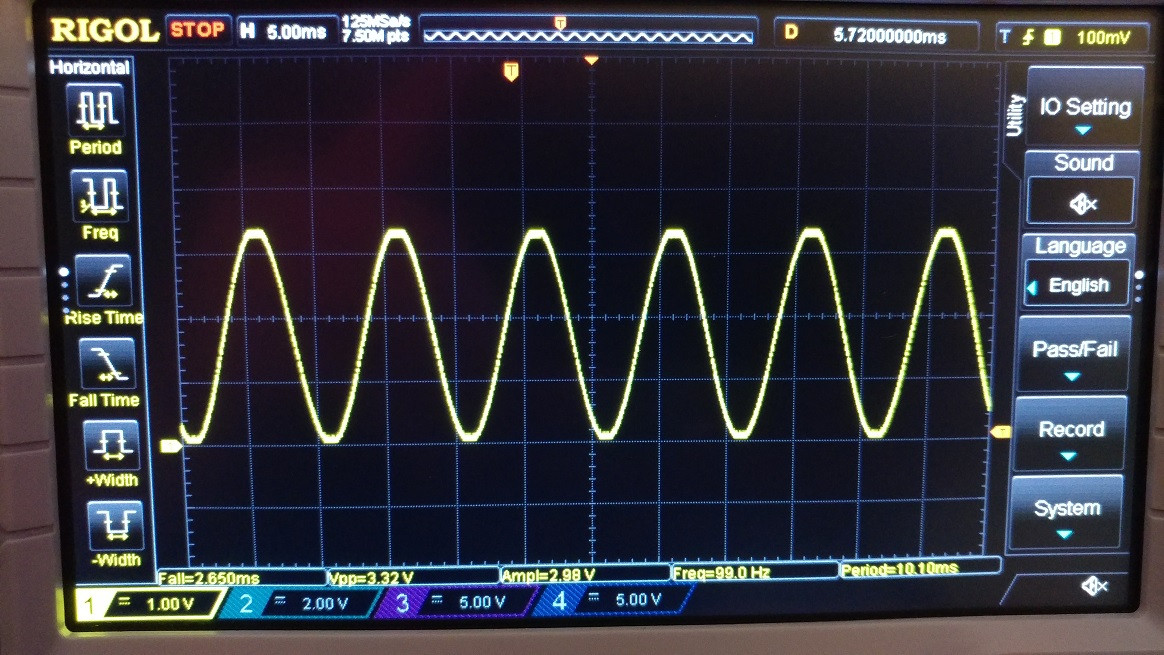 RIGOL STOP H 5.00ms 125MSa/s 7.50M pts D 5.72000000ms T 1 100mV
Horizontal
Period
Freq
Rise Time
Fall Time
+Width
-Width
T
Utility
IO Setting
Sound
Language
English
Pass/Fail
Record
System
Fall=2.650ms Vpp=3.32 V Ampl=2.98 V Freq=99.0 Hz Period=10.10ms
1 1.00 V 2 2.00 V 3 5.00 V 4 5.00 V